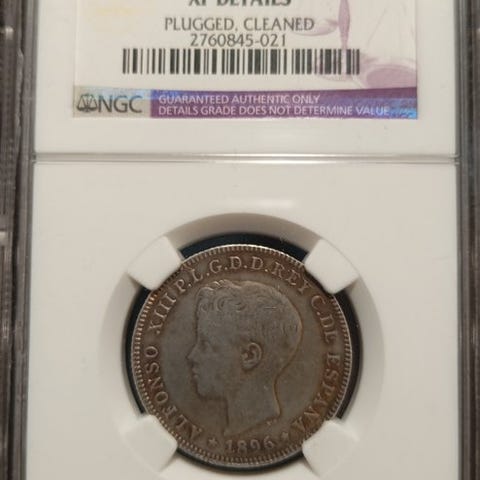 XF DETAILS
PLUGGED, CLEANED
2760845-021
NGC
GUARANTEED AUTHENTIC ONLY
DETAILS GRADE DOES NOT DETERMINE VALUE
ALFONSO XIII P.L.G.D.D.REY C.DE ESPAÑA
★ 1896 ★